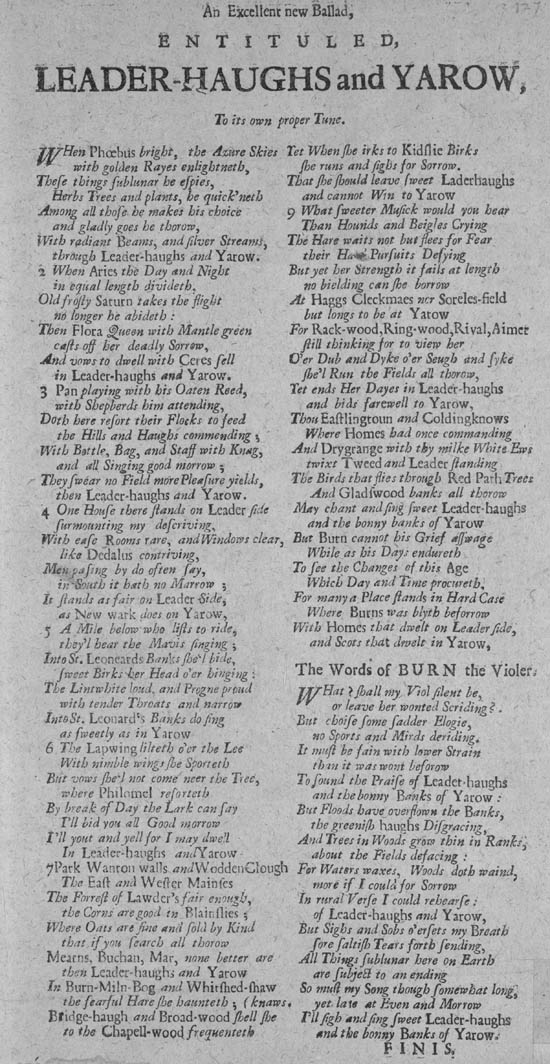 An Excellent new Ballad,
ENTITULED,
LEADER-HAUGHS and YAROW,
To its own proper Tune.
WHen Phœbus bright, the Azure Skies
with golden Rayes enlightneth,
These things sublunar he espies,
Herbs Trees and plants, he quick'neth
Among all those he makes his choice
and gladly goes he thorow,
With radiant Beams, and silver Streams,
through Leader-haughs and Yarow.
2 When Aries the Day and Night
in equal length divideth,
Old frosty Saturn takes the flight
no longer he abideth :
Then Flora Queen with Mantle green
casts off her deadly Sorrow,
And vows to dwell with Ceres sell
in Leader-haughs and Yarow.
3 Pan playing with his Oaten Reed,
with Shepherds him attending,
Doth here resort their Flocks to feed
the Hills and Haughs commending ;
With Bottle, Bag, and Staff with Knag,
and all Singing good morrow ;
They swear no Field more Pleasure yields,
then Leader-haughs and Yarow.
4 One House there stands on Leader side
surmounting my descriving,
With ease Rooms rare, and Windows clear,
like Dedalus contriving,
Men passing by do often say,
in South it hath no Marrow ;
It stands as fair on Leader Side,
as New wark does on Yarow,
5 A Mile below who lists to ride,
they'l hear the Mavis singing ;
Into St. Leoneards Banks she'l bide,
sweet Birks her Head o'er hinging :
The Lintwhite loud, and Progne proud
with tender Throats and narrow
Into St. Leonard's Banks do sing
as sweetly as in Yarow
6 The Lapwing lilteth o'er the Lee
With nimble wing she Sporteth
But vows she'l not come neer the Tree,
where Philomel resorteth
By break of Day the Lark can say
I'll bid you all Good morrow
I'll yout and yell for I may dwell
In Leader-haughs and Yarow
7 Park Wanton walls and Wodden Clough
The East and Wester Mainses
The Forrest of Lawder's fair enough,
the Corns are good in Blainslies ;
Where Oats are fine and sold by Kind
that if you search all thorow
Mearns, Buchan, Mar, none better are
then Leader-haughs and Yarow
In Burn-Miln-Bog and Whitshed-shaw
the fearful Hare she haunteth ; (knaws.
Bridge-haugh and Broad-wood shell she
to the Chapell-wood frequenteth
Yet When she irks to Kidslie Birks
she runs and sighs for Sorrow.
That she should leave sweet Laderhaughs
and cannot Win to Yarow
9 What sweeter Musick would you hear
Than Hounds and Beigles Crying
The Hare waits not but flees for Fear
their Pursuits Defying
But yet her Strength it fails at length
no bielding can she borrow
At Haggs Cleckmaes ner Soreles-field
but longs to be at Yarow
For Rack-wood, Ring-wood, Rival, Aimer
still thinking for to view her
O'er Dub and Dyke o'er Seugh and syke
she'l Run the Fields all thorow,
Yet ends Her Dayes in Leader-haughs
and bids farewell to Yarow,
Thou Eastlingtoun and Coldingknows
Where Homes had once commanding
And Drygrange with thy milke White Ews
twixt Tweed and Leader standing
The Birds that flies through Red Path Trees
And Gladswood banks all thorow
May chant and sing sweet Leader-haughs
and the bonny banks of Yarow
But Burn cannot his Grief asswage
While as his Days endureth
To see the Changes of this Age
Which Day and Time procureth.
For many a Place stands in Hard Case
Where Burns was blyth beforrow
With Homes that dwelt on Leader side,
and Scots that dwelt in Yarow,
The Words of BURN the Violer.
WHat ? shall my Viol silent be,
or leave her wonted Scriding ?
But choise some sadder Elogie,
no Sports and Mirds deriding.
It must be fain with lower Strain
than it was wont beforow
To sound the Praise of Leader-haughs
and the bonny Banks of Yarow :
But Floods have overflown the Banks,
the greenish haughs Disgracing,
And Trees in Woods grow thin in Ranks,
about the Fields defacing :
For Waters waxes, Woods doth waind,
more if I could for Sorrow
In rural Verse I could rehearse :
of Leader-haughs and Yarow,
But Sighs and Sobs o'ersets my Breath
sore saltish Tears forth sending,
All Things sublunar here on Earth
are subject to an ending
So must my Song though somewhat long,
yet late at Even and Morrow
I'll sigh and sing sweet Leader-haughs
and the bonny Banks of Yarow.
FINIS,